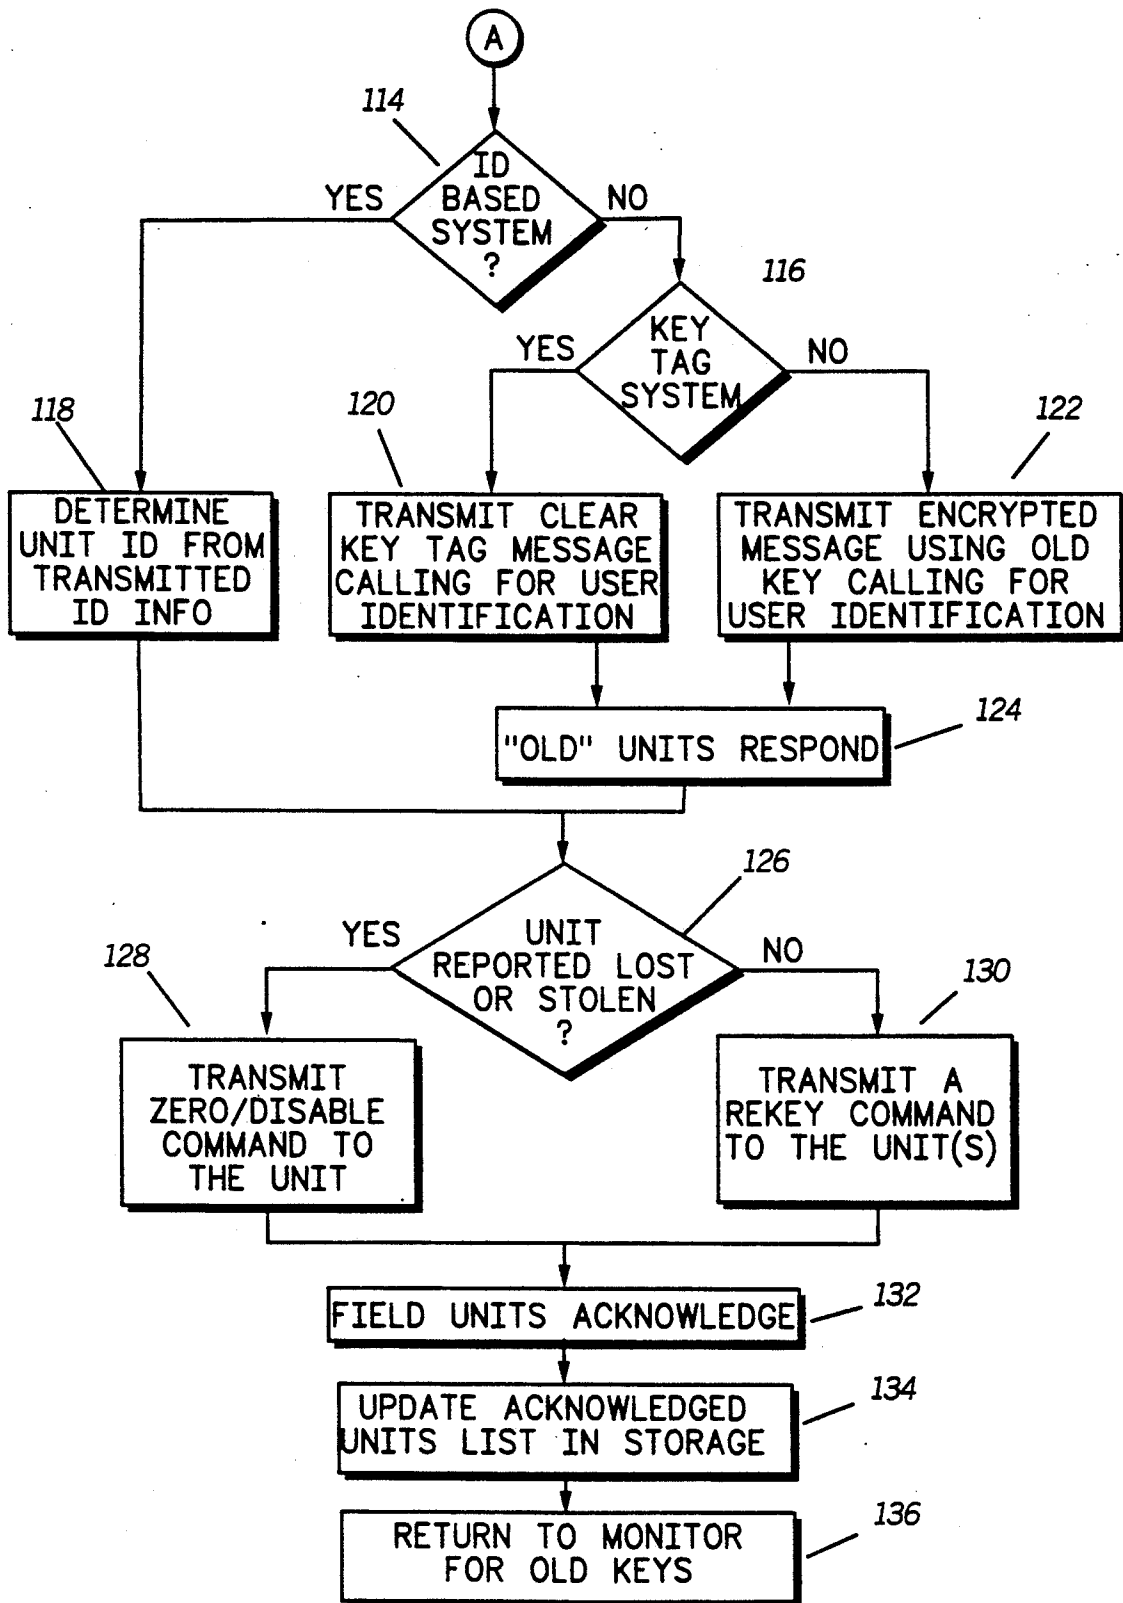 A
114
ID
BASED
SYSTEM
?
YES
NO
116
KEY
TAG
SYSTEM
YES
NO
118
DETERMINE
UNIT ID FROM
TRANSMITTED
ID INFO
120
TRANSMIT CLEAR
KEY TAG MESSAGE
CALLING FOR USER
IDENTIFICATION
122
TRANSMIT ENCRYPTED
MESSAGE USING OLD
KEY CALLING FOR
USER IDENTIFICATION
"OLD" UNITS RESPOND
124
126
UNIT
REPORTED LOST
OR STOLEN
?
YES
NO
128
TRANSMIT
ZERO/DISABLE
COMMAND TO
THE UNIT
130
TRANSMIT A
REKEY COMMAND
TO THE UNIT(S)
FIELD UNITS ACKNOWLEDGE
132
UPDATE ACKNOWLEDGED
UNITS LIST IN STORAGE
134
RETURN TO MONITOR
FOR OLD KEYS
136